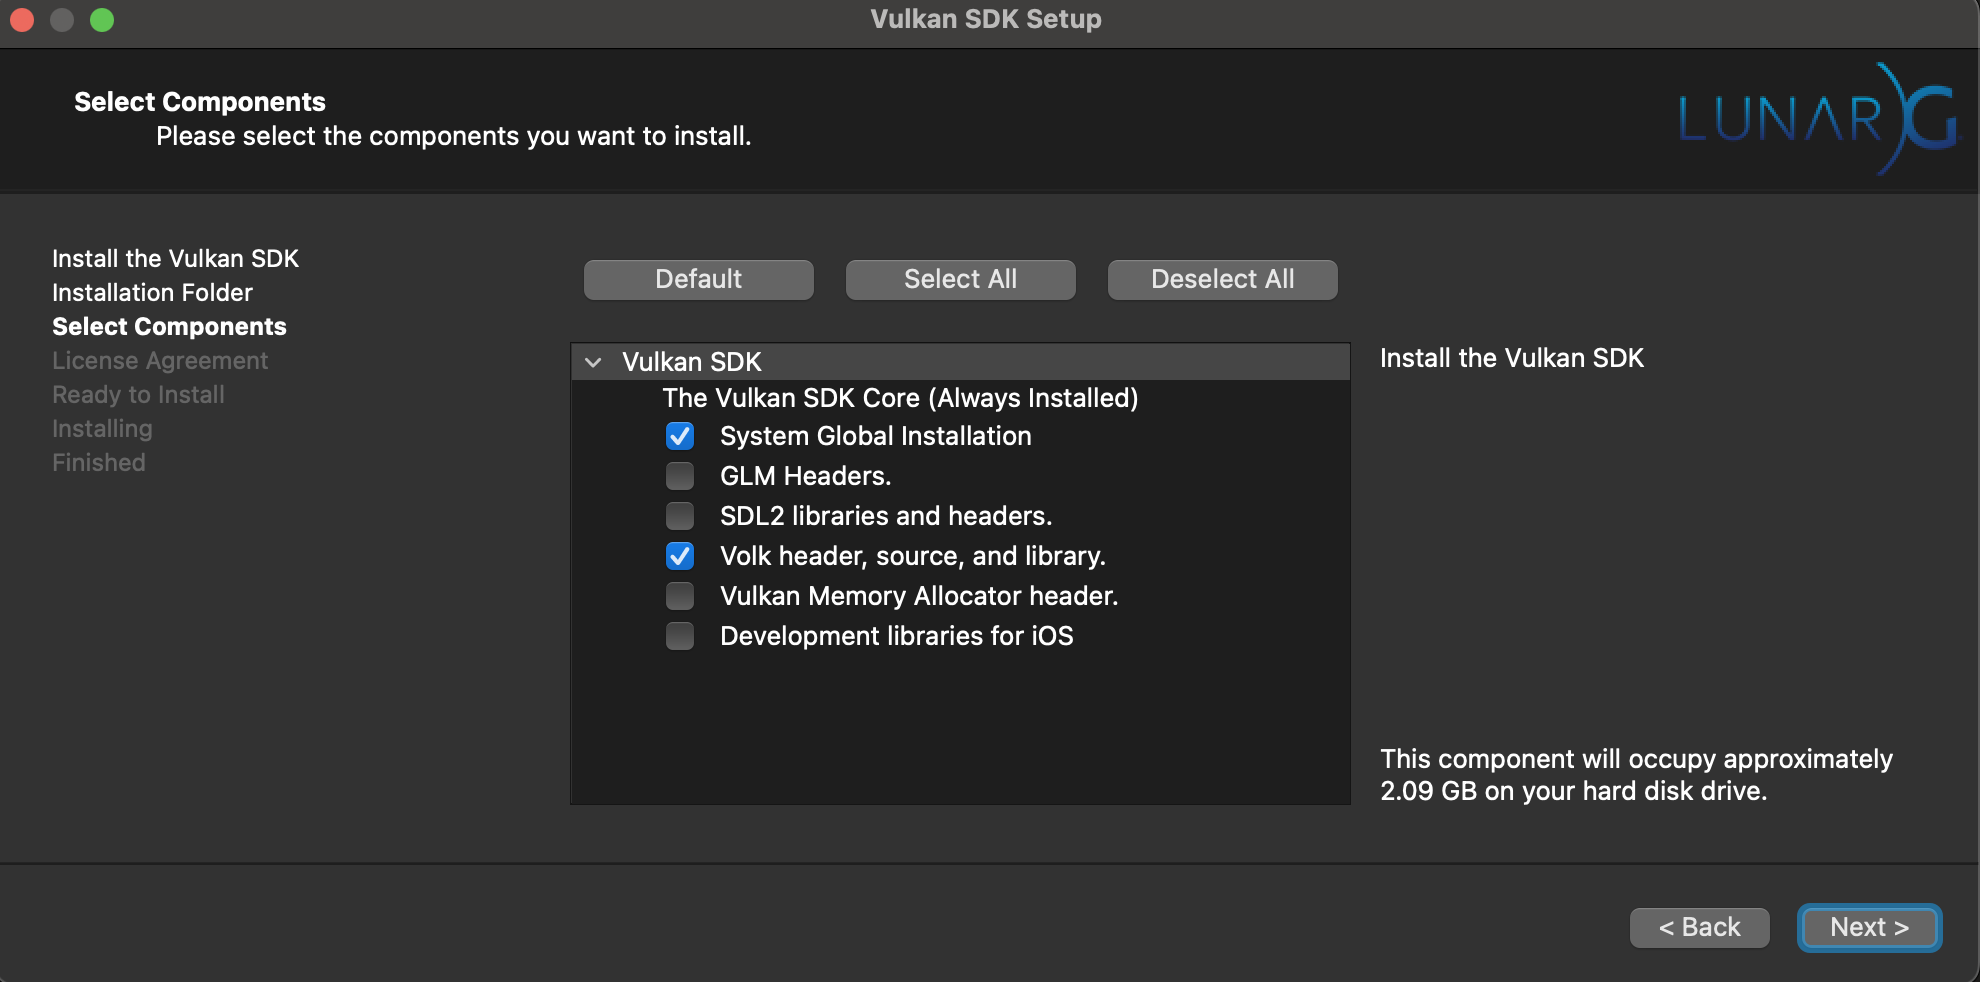 Vulkan SDK Setup
Select Components
Please select the components you want to install.
LUNAR)G
Install the Vulkan SDK
Installation Folder
Select Components
License Agreement
Ready to Install
Installing
Finished
Default
Select All
Deselect All
Vulkan SDK
The Vulkan SDK Core (Always Installed)
System Global Installation
GLM Headers.
SDL2 libraries and headers.
Volk header, source, and library.
Vulkan Memory Allocator header.
Development libraries for iOS
Install the Vulkan SDK
This component will occupy approximately
2.09 GB on your hard disk drive.
< Back
Next >